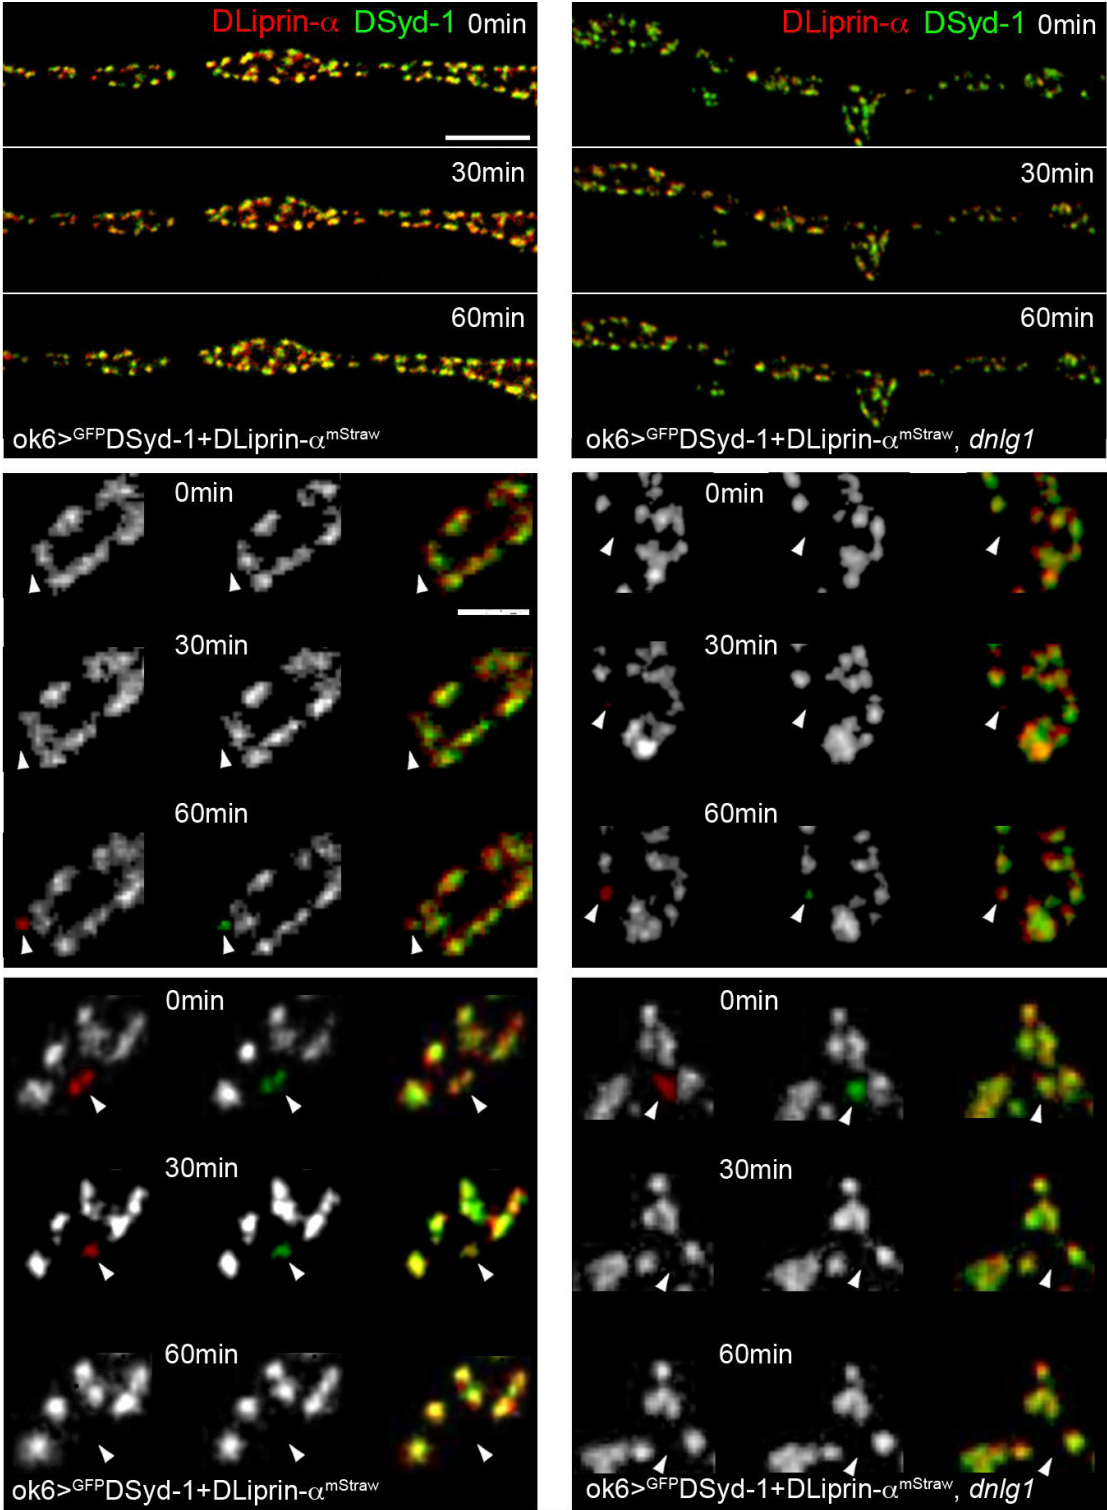 DLiprin-α DSyd-1 0min
30min
60min
ok6>GFPDSyd-1+DLiprin-αmStraw
DLiprin-α DSyd-1 0min
30min
60min
ok6>GFPDSyd-1+DLiprin-αmStraw, dnlg1
0min
30min
60min
0min
30min
60min
0min
30min
60min
ok6>GFPDSyd-1+DLiprin-αmStraw
0min
30min
60min
ok6>GFPDSyd-1+DLiprin-αmStraw, dnlg1